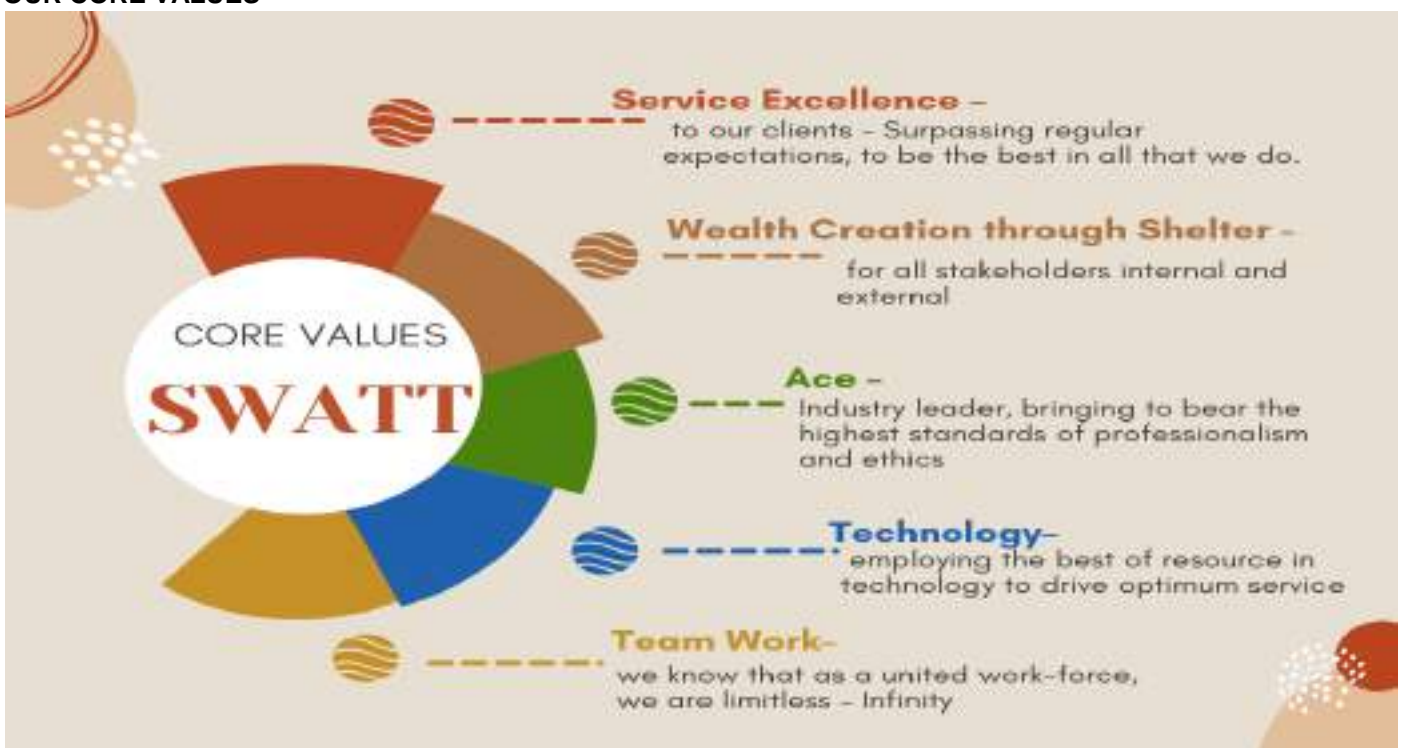 OUR CORE VALUES
Service Excellence –
to our clients - Surpassing regular
expectations, to be the best in all that we do.
Wealth Creation through Shelter -
for all stakeholders internal and
external
CORE VALUES
SWATT
Ace –
Industry leader, bringing to bear the
highest standards of professionalism
and ethics
Technology–
employing the best of resource in
technology to drive optimum service
Team Work–
we know that as a united work-force,
we are limitless - Infinity